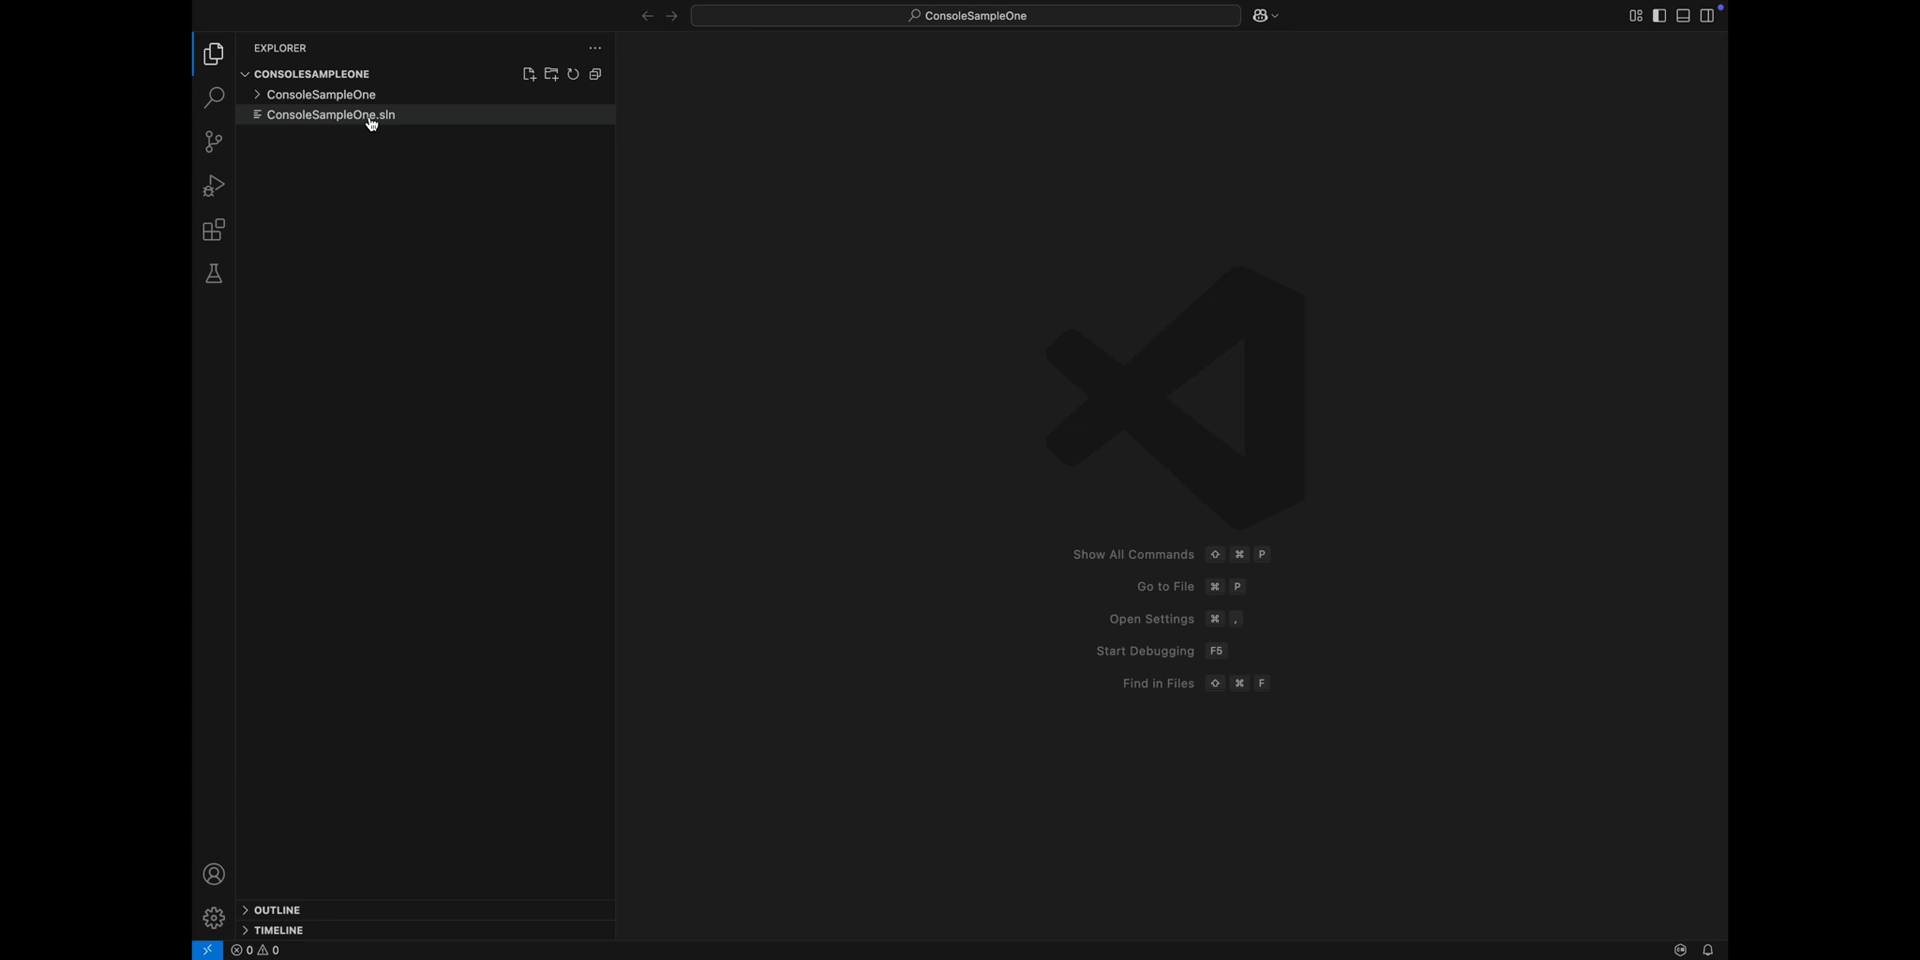 ConsoleSampleOne
EXPLORER
CONSOLESAMPLEONE
ConsoleSampleOne
ConsoleSampleOne.sln
Show All Commands ⇧ ⌘ P
Go to File ⌘ P
Open Settings ⌘ ,
Start Debugging F5
Find in Files ⇧ ⌘ F
OUTLINE
TIMELINE
0 0